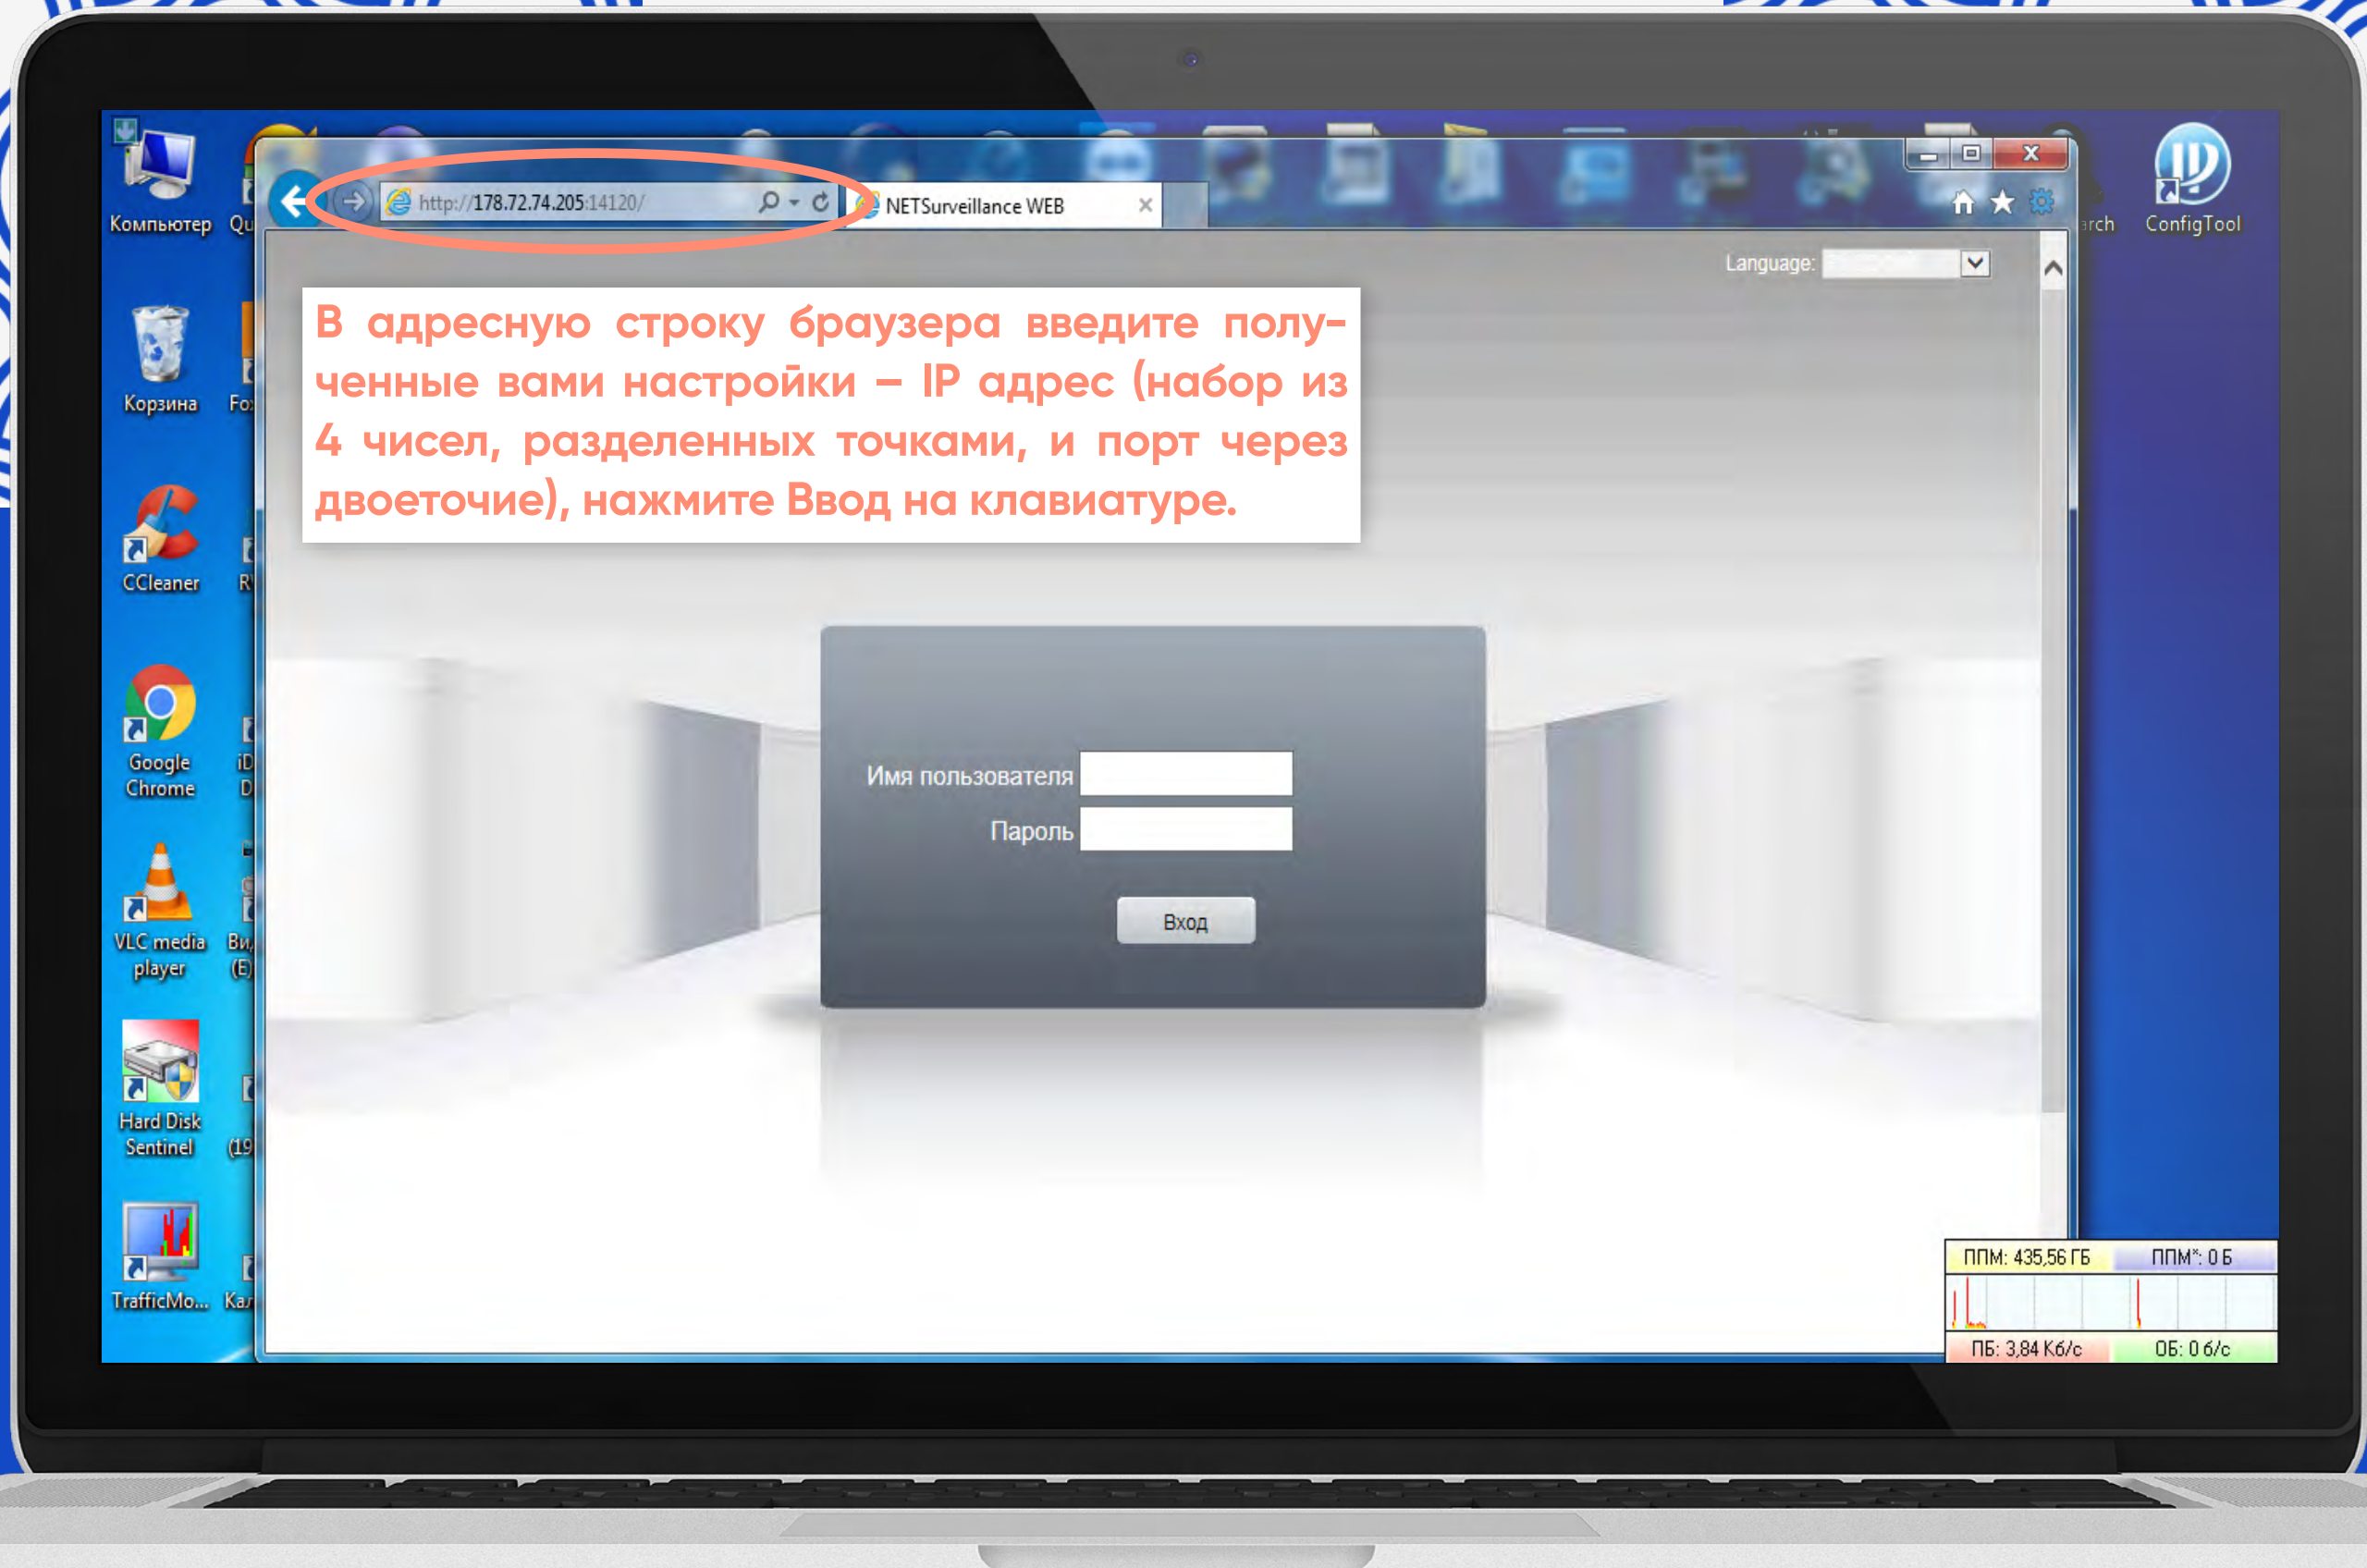 http://178.72.74.205:14120/
NETSurveillance WEB
Language:
В адресную строку браузера введите полу-
ченные вами настройки – IP адрес (набор из
4 чисел, разделенных точками, и порт через
двоеточие), нажмите Ввод на клавиатуре.
Имя пользователя
Пароль
Вход
Компьютер
ConfigTool
Корзина
CCleaner
Google
Chrome
VLC media
player
Hard Disk
Sentinel
TrafficMo...
ППМ: 435,56 ГБ
ППМ*: 0 Б
ПБ: 3,84 Кб/с
ОБ: 0 б/с